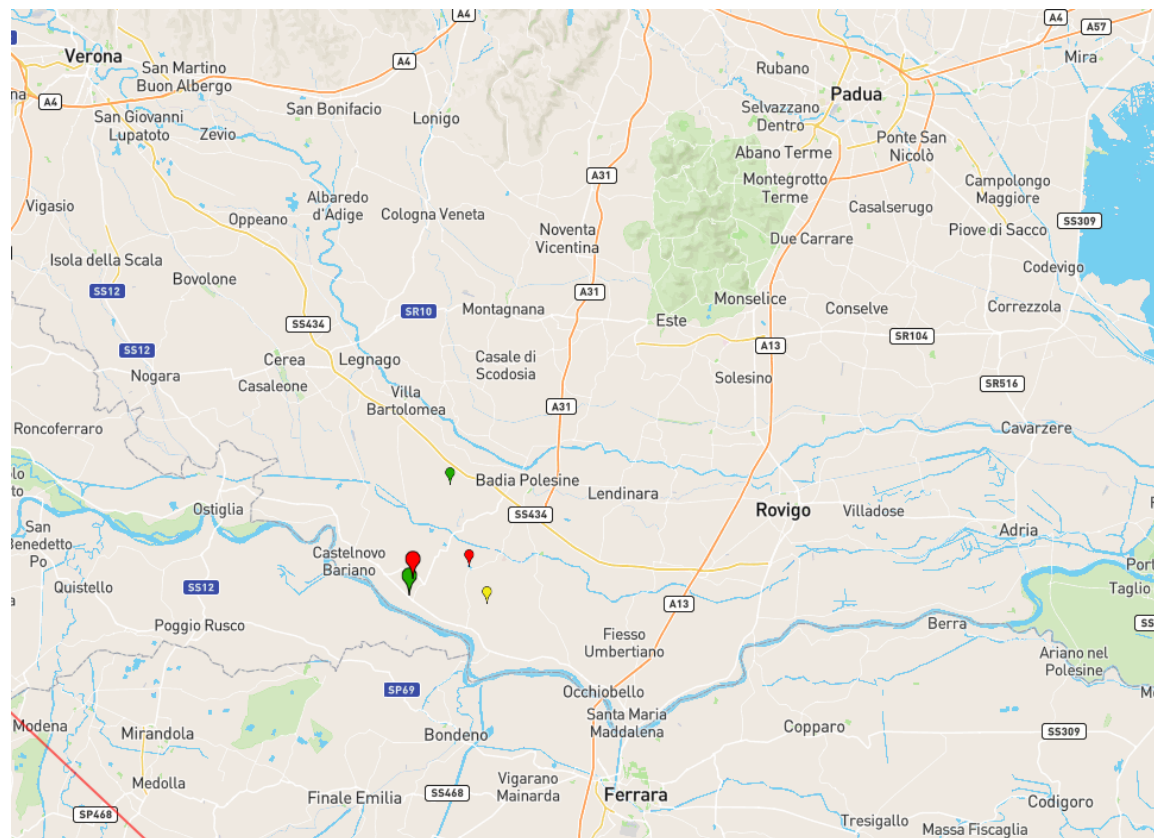 A4
A4
A57
Verona
San Martino
Buon Albergo
A4
Rubano
Mira
A4
San Bonifacio
Lonigo
Selvazzano
Dentro
Padua
San Giovanni
Lupatoto
Zevio
Ponte San
Nicolò
Abano Terme
A31
Montegrotto
Terme
Campolongo
Maggiore
Vigasio
Albaredo
d'Adige
Oppeano
Cologna Veneta
Casalserugo
SS309
Noventa
Vicentina
Due Carrare
Piove di Sacco
Isola della Scala
Bovolone
Codevigo
SS12
A31
Monselice
SR10
Montagnana
Conselve
Correzzola
SS434
Este
SR104
SS12
A13
Cerea
Legnago
Casale di
Scodosia
Nogara
Casaleone
Solesino
SR516
Villa
Bartolomea
A31
Roncoferraro
Cavarzere
Badia Polesine
Lendinara
Ostiglia
SS434
Rovigo
Villadose
San
Benedetto
Po
Adria
Castelnovo
Bariano
Quistello
SS12
Taglio
A13
Poggio Rusco
Fiesso
Umbertiano
Berra
Ariano nel
Polesine
SP69
Occhiobello
Santa Maria
Maddalena
Modena
Mirandola
Bondeno
Copparo
SS309
Medolla
Vigarano
Mainarda
Finale Emilia
SS468
Ferrara
Codigoro
SP468
Tresigallo
Massa Fiscaglia